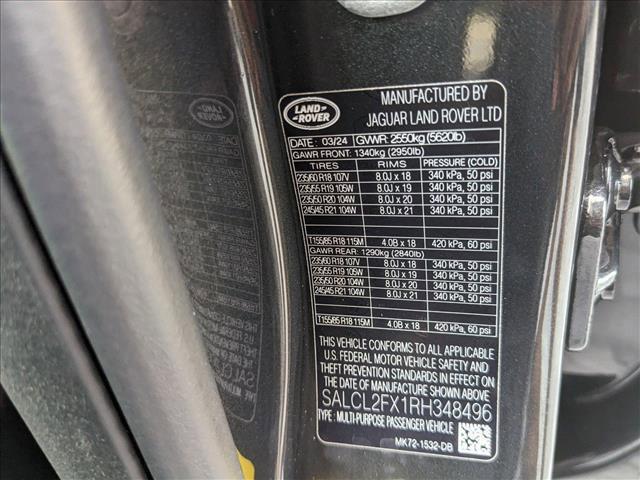 LAND
ROVER
MANUFACTURED BY
JAGUAR LAND ROVER LTD
DATE : 03/24 GVWR: 2550kg (5620lb)
GAWR FRONT: 1340kg (2950lb)
TIRES RIMS PRESSURE (COLD)
235/60 R18 107V 8.0J x 18 340 kPa, 50 psi
235/55 R19 105W 8.0J x 19 340 kPa, 50 psi
235/50 R20 104W 8.0J x 20 340 kPa, 50 psi
245/45 R21 104W 8.0J x 21 340 kPa, 50 psi
T155/85 R18 115M 4.0B x 18 420 kPa, 60 psi
GAWR REAR: 1290kg (2840lb)
235/60 R18 107V 8.0J x 18 340 kPa, 50 psi
235/55 R19 105W 8.0J x 19 340 kPa, 50 psi
235/50 R20 104W 8.0J x 20 340 kPa, 50 psi
245/45 R21 104W 8.0J x 21 340 kPa, 50 psi
T155/85 R18 115M 4.0B x 18 420 kPa, 60 psi
THIS VEHICLE CONFORMS TO ALL APPLICABLE
U.S. FEDERAL MOTOR VEHICLE SAFETY AND
THEFT PREVENTION STANDARDS IN EFFECT ON
THE DATE OF MANUFACTURE SHOWN ABOVE
SALCL2FX1RH348496
TYPE : MULTI-PURPOSE PASSENGER VEHICLE
MK72-1532-DB